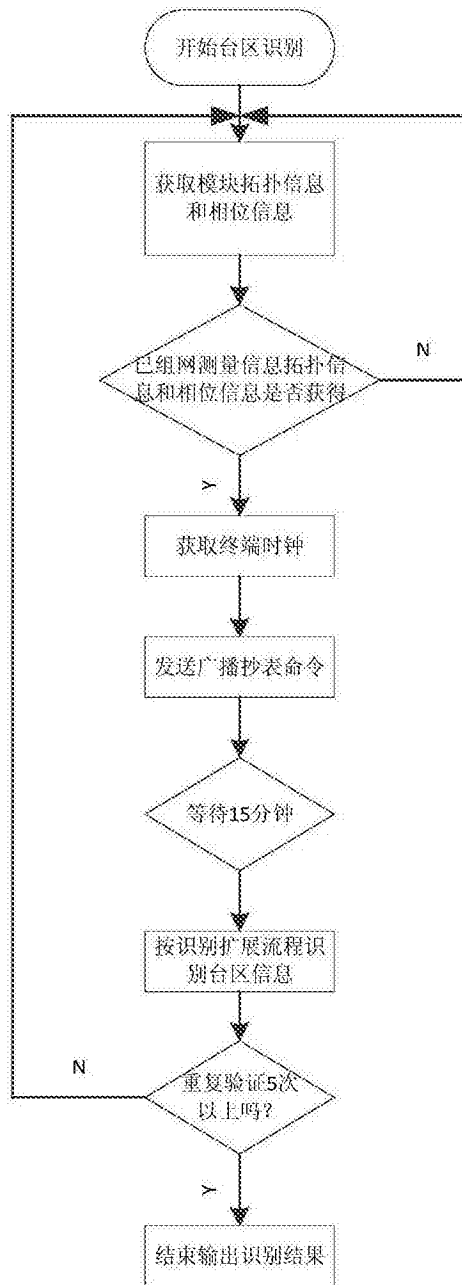 开始台区识别
获取模块拓扑信息
和相位信息
已组网测量信息拓扑信
息和相位信息是否获得
N
Y
获取终端时钟
发送广播抄表命令
等待15分钟
按识别扩展流程识
别台区信息
N
重复验证5次
以上吗?
Y
结束输出识别结果